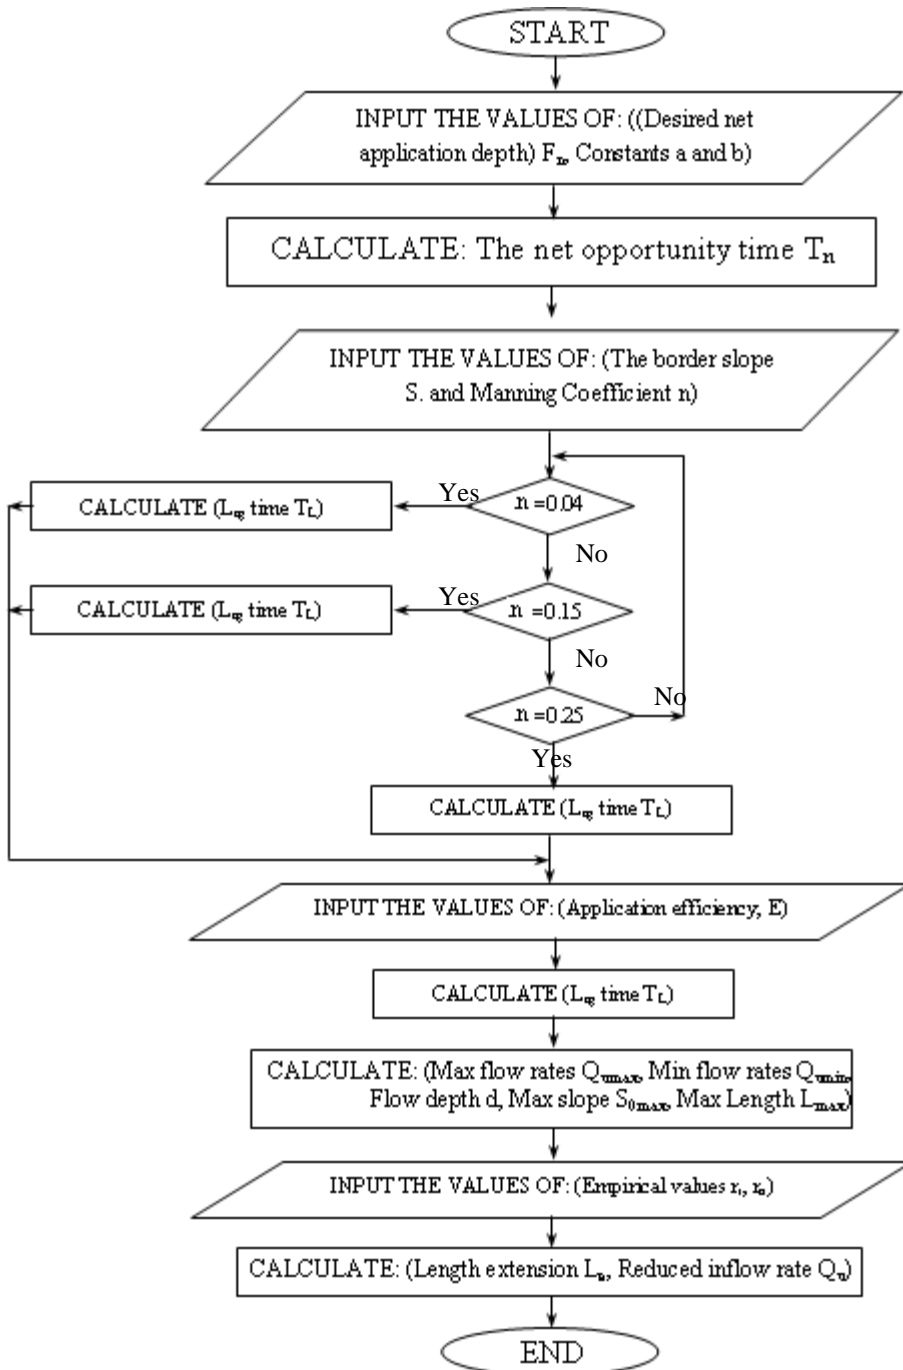 START
INPUT THE VALUES OF: ((Desired net
application depth) Fn, Constants a and b)
CALCULATE: The net opportunity time Tn
INPUT THE VALUES OF: (The border slope
S. and Manning Coefficient n)
Yes
n =0.04
CALCULATE (Lag time TL)
No
Yes
n =0.15
CALCULATE (Lag time TL)
No
n =0.25
No
Yes
CALCULATE (Lag time TL)
INPUT THE VALUES OF: (Application efficiency, E)
CALCULATE (Lag time TL)
CALCULATE: (Max flow rates Qumax, Min flow rates Qumin,
Flow depth d, Max slope S0max, Max Length Lmax)
INPUT THE VALUES OF: (Empirical values
CALCULATE: (Length extension Reduced inflow rate Qu)
END